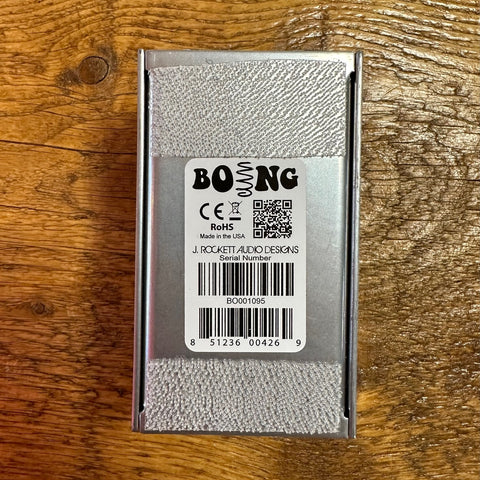 BOING
CE
RoHS
Made in the USA
J. ROCKETT AUDIO DESIGNS
Serial Number
BO001095
8 51236 00426 9